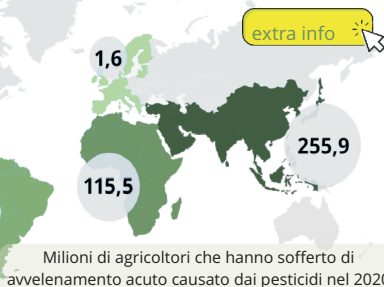 extra info
1,6
255,9
115,5
Milioni di agricoltori che hanno sofferto di
avvelenamento acuto causato dai pesticidi nel 2020